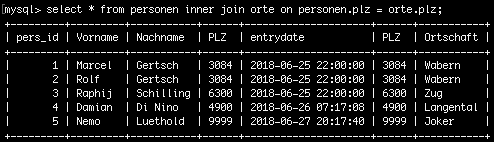 mysql> select * from personen inner join orte on personen.plz = orte.plz;
+---------+---------+-----------+------+---------------------+------+-----------+
| pers_id | Vorname | Nachname | PLZ | entrydate | PLZ | Ortschaft |
+---------+---------+-----------+------+---------------------+------+-----------+
| 1 | Marcel | Gertsch | 3084 | 2018-06-25 22:00:00 | 3084 | Wabern |
| 2 | Rolf | Gertsch | 3084 | 2018-06-25 22:00:00 | 3084 | Wabern |
| 3 | Raphij | Schilling | 6300 | 2018-06-25 22:00:00 | 6300 | Zug |
| 4 | Damian | Di Nino | 4900 | 2018-06-26 07:17:08 | 4900 | Langental |
| 5 | Nemo | Luethold | 9999 | 2018-06-27 20:17:40 | 9999 | Joker |
+---------+---------+-----------+------+---------------------+------+-----------+